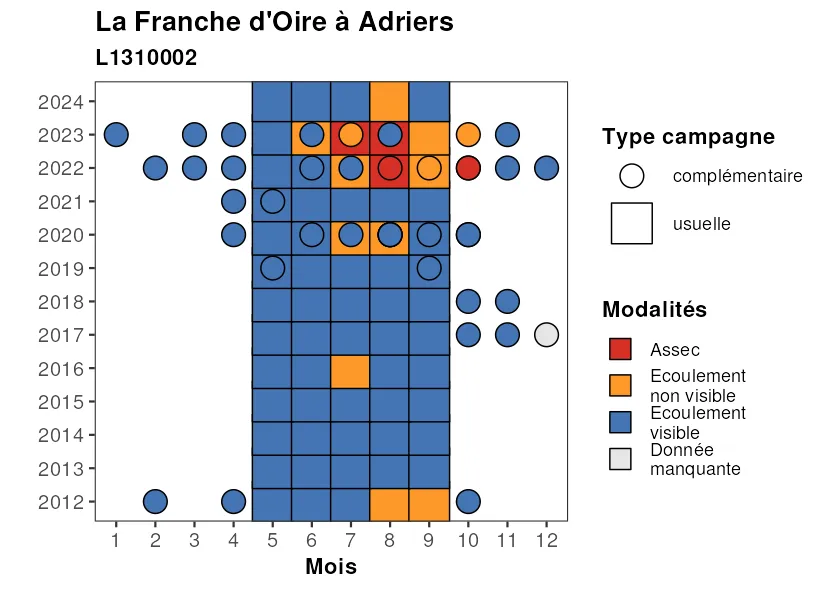 La Franche d'Oire à Adriers
L1310002
2024
2023
2022
2021
2020
2019
2018
2017
2016
2015
2014
2013
2012
1 2 3 4 5 6 7 8 9 10 11 12
Mois
Type campagne
complémentaire
usuelle
Modalités
Assec
Ecoulement
non visible
Ecoulement
visible
Donnée
manquante